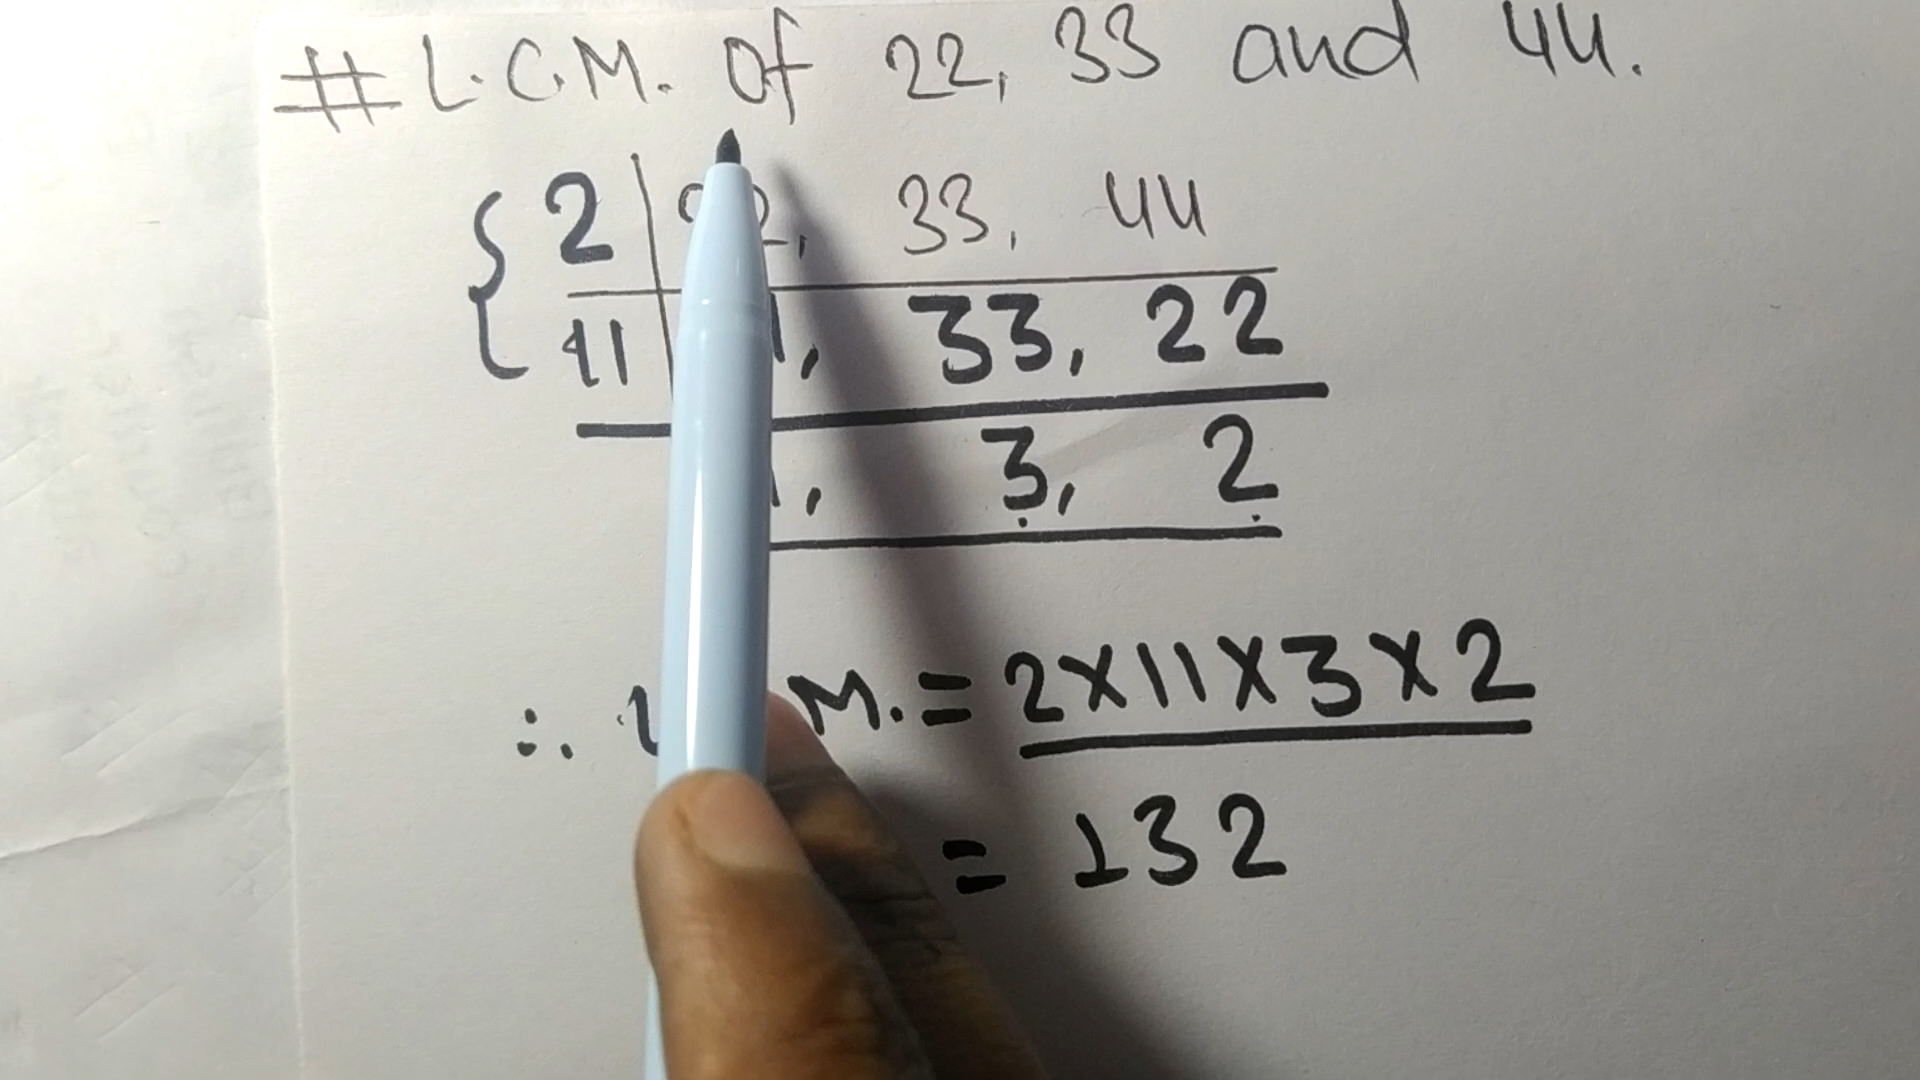 # L.C.M. of 22, 33 and 44.
2 33, 44
11 33, 22
3, 2
∴ M. = 2×11×3×2
= 132